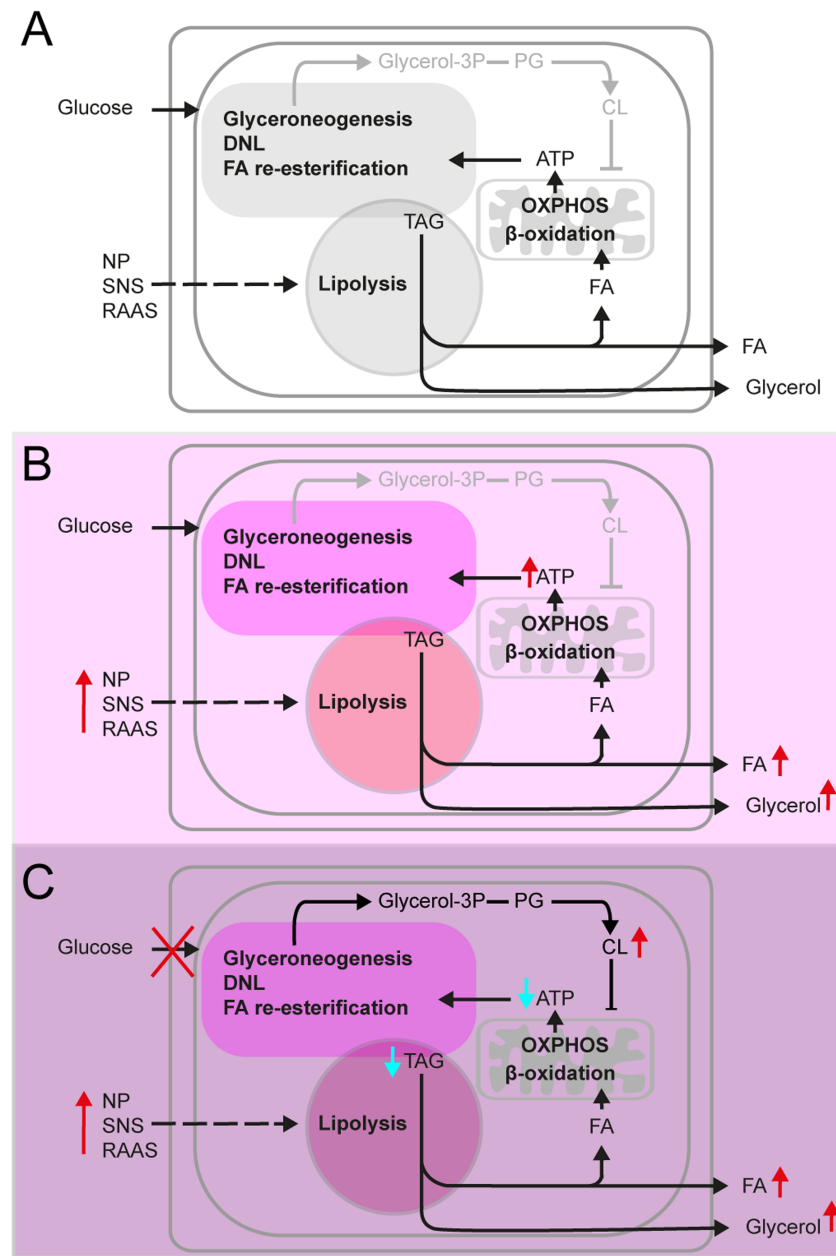 A
Glycerol-3P PG
Glucose
CL
Glyceroneogenesis
DNL
FA re-esterification
ATP
OXPHOS
β-oxidation
TAG
NP
SNS
RAAS
Lipolysis
FA
FA
Glycerol
B
Glycerol-3P PG
Glucose
CL
Glyceroneogenesis
DNL
FA re-esterification
ATP
OXPHOS
β-oxidation
TAG
NP
SNS
RAAS
Lipolysis
FA
FA
Glycerol
C
Glycerol-3P PG
Glucose
CL
Glyceroneogenesis
DNL
FA re-esterification
ATP
OXPHOS
β-oxidation
TAG
NP
SNS
RAAS
Lipolysis
FA
FA
Glycerol